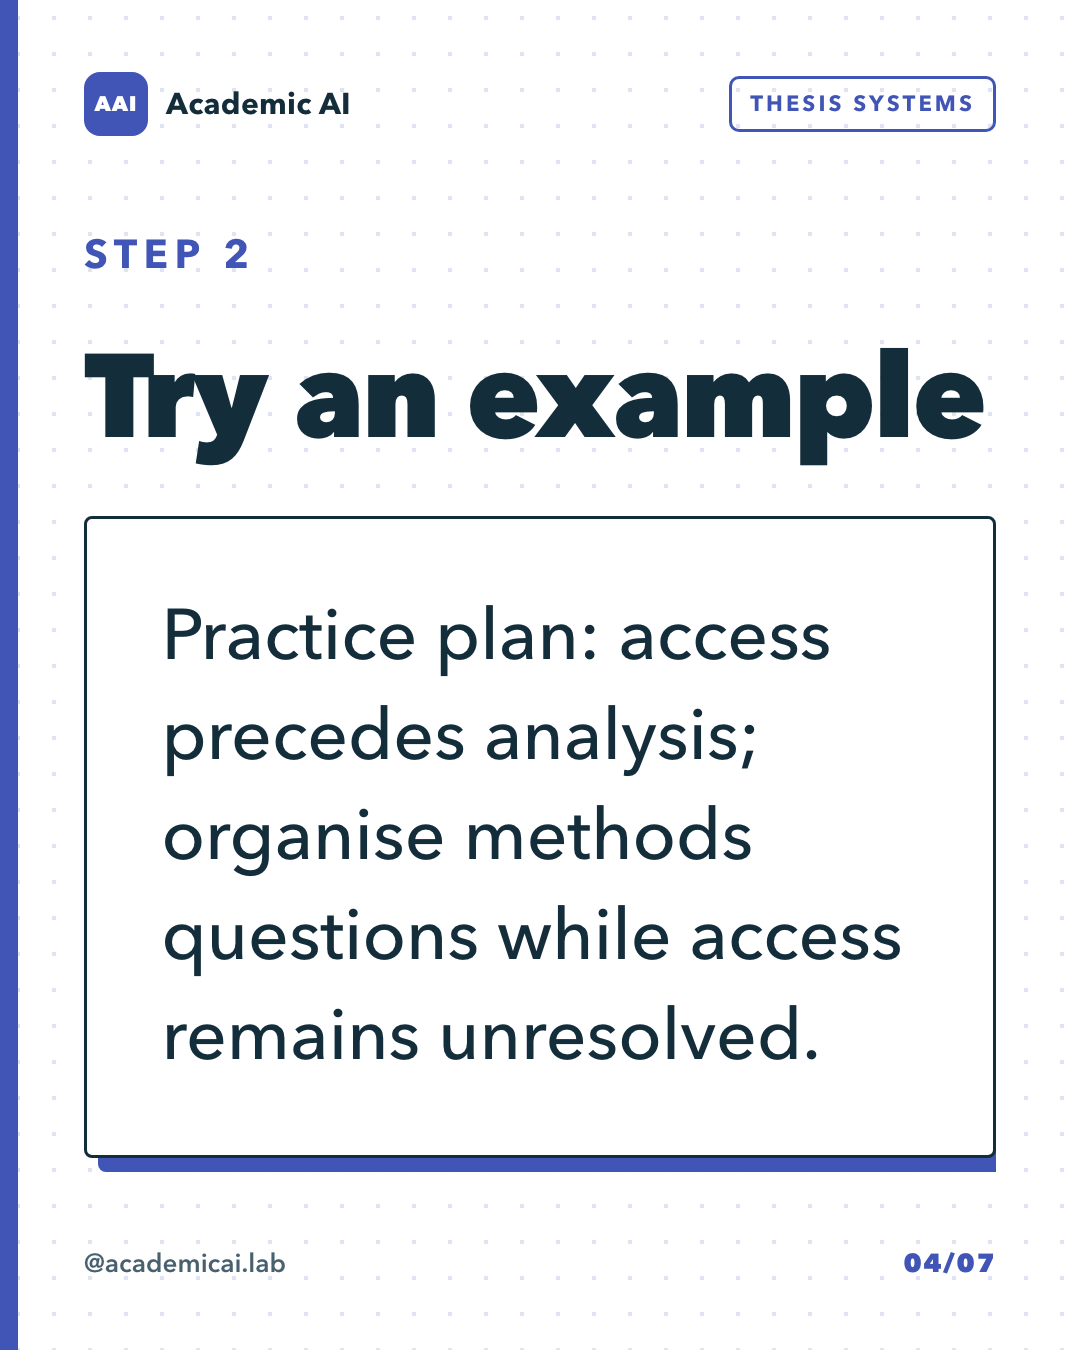 AAI
Academic AI
THESIS SYSTEMS
STEP 2
Try an example
Practice plan: access
precedes analysis;
organise methods
questions while access
remains unresolved.
@academicai.lab
04/07